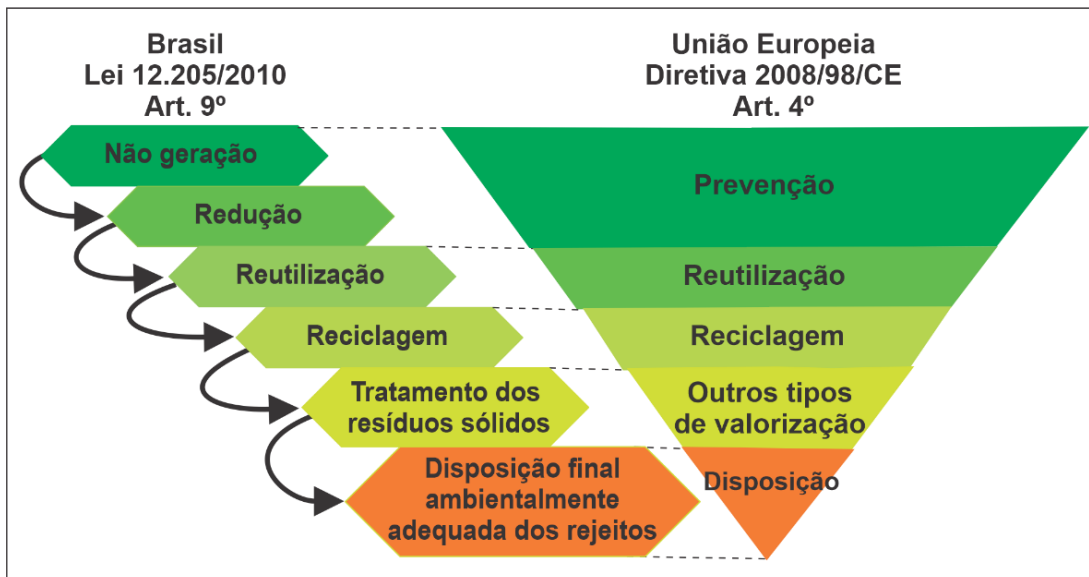 Brasil
Lei 12.205/2010
Art. 9º
Não geração
Redução
Reutilização
Reciclagem
Tratamento dos
resíduos sólidos
Disposição final
ambientalmente
adequada dos rejeitos
União Europeia
Diretiva 2008/98/CE
Art. 4º
Prevenção
Reutilização
Reciclagem
Outros tipos
de valorização
Disposição